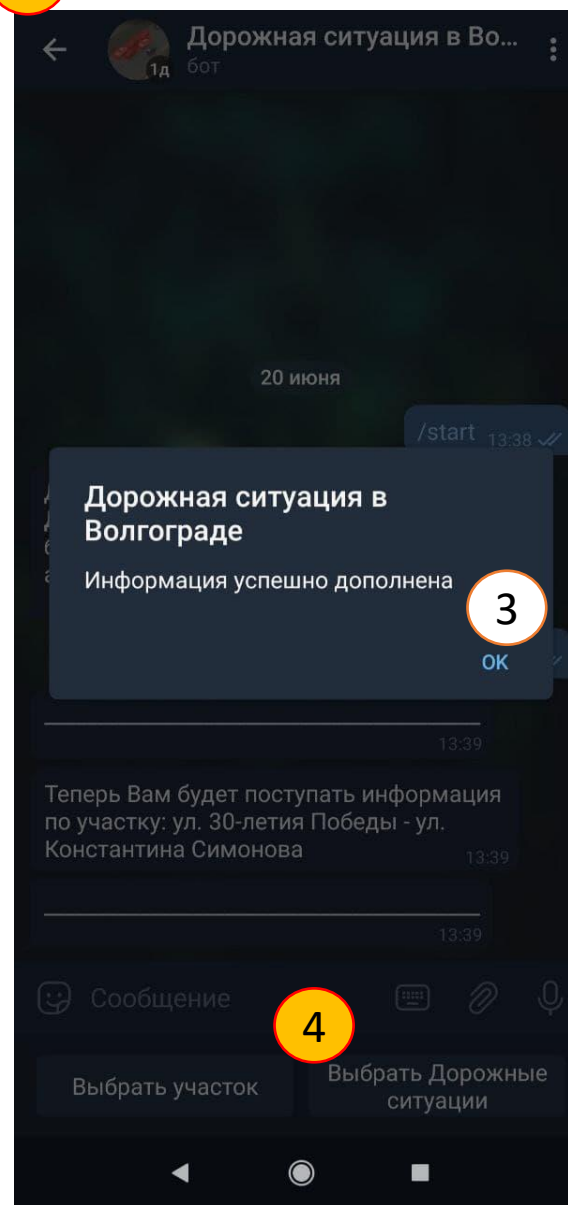 Дорожная ситуация в Во...
1д
бот
20 июня
/start 13:38
Дорожная ситуация в
Волгограде
Информация успешно дополнена
3
OK
13:39
Теперь Вам будет поступать информация
по участку: ул. 30-летия Победы - ул.
Константина Симонова
13:39
13:39
Сообщение
4
Выбрать участок
Выбрать Дорожные
ситуации